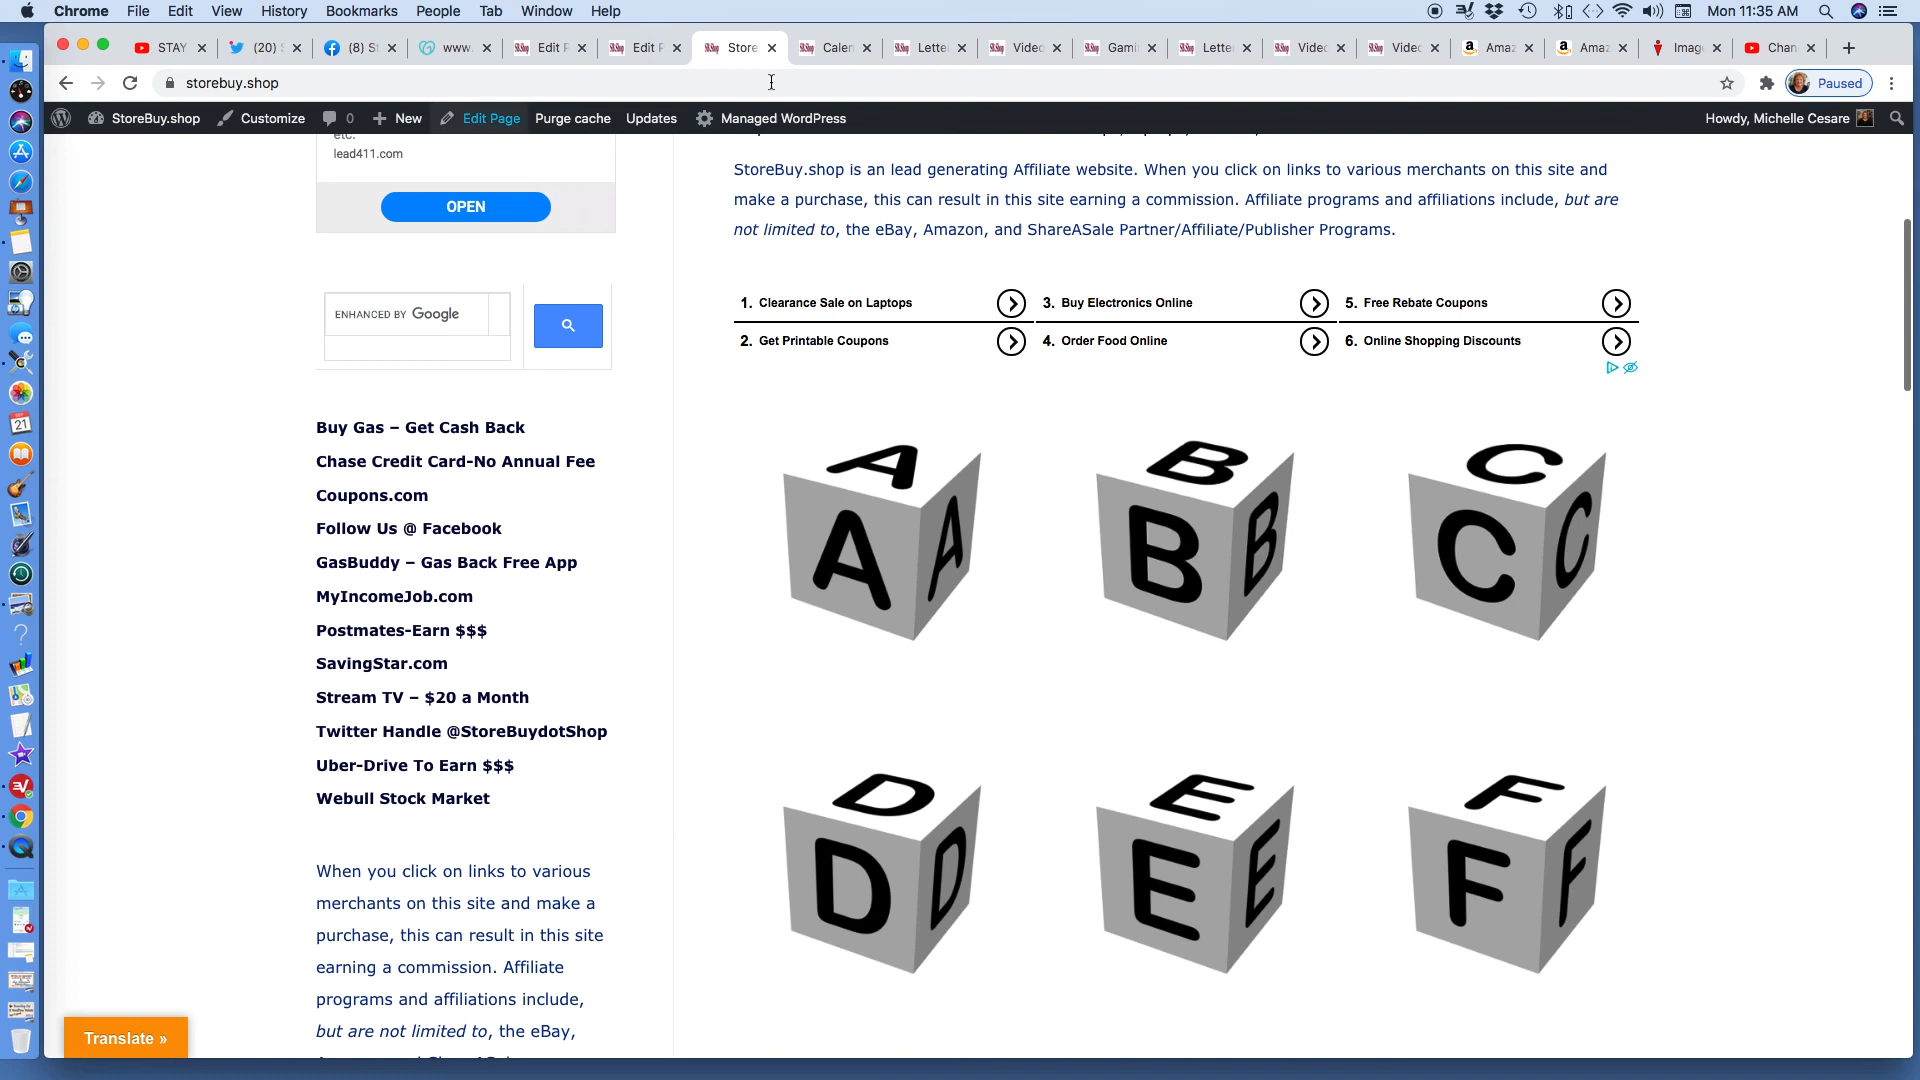 Chrome File Edit View History Bookmarks People Tab Window Help Mon 11:35 AM
STAY (20) (8) St www. Edit P Edit P Store Calen Lette Videc Gami Lette Videc Videc Amaz Amaz Imag Chan
storebuy.shop Paused
StoreBuy.shop Customize 0 New Edit Page Purge cache Updates Managed WordPress Howdy, Michelle Cesare
etc.
lead411.com
OPEN
ENHANCED BY Google
Buy Gas – Get Cash Back
Chase Credit Card-No Annual Fee
Coupons.com
Follow Us @ Facebook
GasBuddy – Gas Back Free App
MyIncomeJob.com
Postmates-Earn $$$
SavingStar.com
Stream TV – $20 a Month
Twitter Handle @StoreBuydotShop
Uber-Drive To Earn $$$
Webull Stock Market
When you click on links to various
merchants on this site and make a
purchase, this can result in this site
earning a commission. Affiliate
programs and affiliations include,
but are not limited to, the eBay,
Translate »
StoreBuy.shop is an lead generating Affiliate website. When you click on links to various merchants on this site and
make a purchase, this can result in this site earning a commission. Affiliate programs and affiliations include, but are
not limited to, the eBay, Amazon, and ShareASale Partner/Affiliate/Publisher Programs.
1. Clearance Sale on Laptops 3. Buy Electronics Online 5. Free Rebate Coupons
2. Get Printable Coupons 4. Order Food Online 6. Online Shopping Discounts
A B C
A A B B C C
D E F
D D E E F F
SEP
21